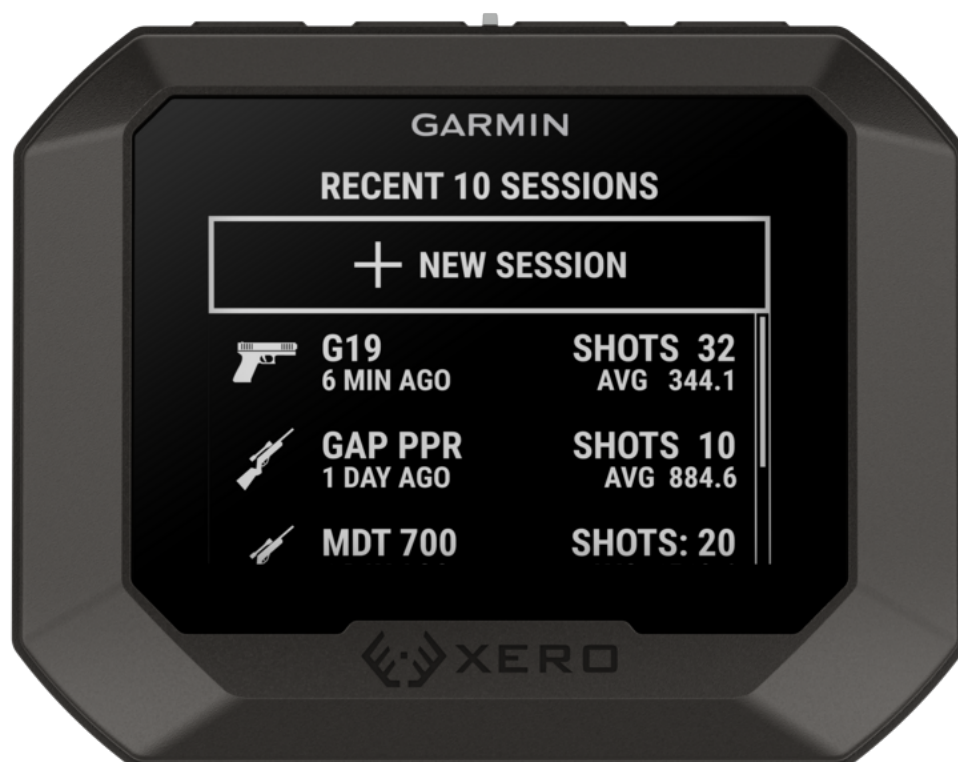 GARMIN
RECENT 10 SESSIONS
+ NEW SESSION
G19 SHOTS 32
6 MIN AGO AVG 344.1
GAP PPR SHOTS 10
1 DAY AGO AVG 884.6
MDT 700 SHOTS: 20
XERO